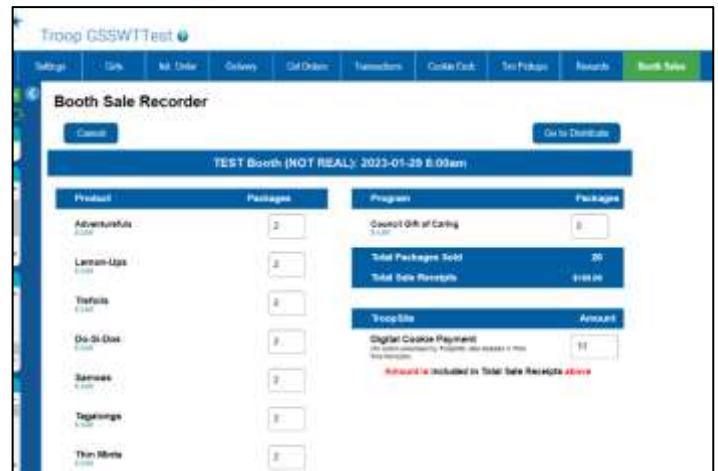 Troop GSSWTTest
Settings Girls Init. Order Delivery Girl Orders Transactions Cookie Exch Txn Pickups Rewards Booth Sales
Booth Sale Recorder
Cancel Go to Distribute
TEST Booth (NOT REAL): 2023-01-29 8:00am
Product Packages
Adventurefuls 2
Lemon-Ups 2
Trefoils 2
Do-Si-Dos 2
Samoas 2
Tagalongs 2
Thin Mints 2
Program Packages
Council Gift of Caring
Total Packages Sold 20
Total Sale Receipts
TroopSite Amount
Digital Cookie Payment
Amount is included in Total Sale Receipts above